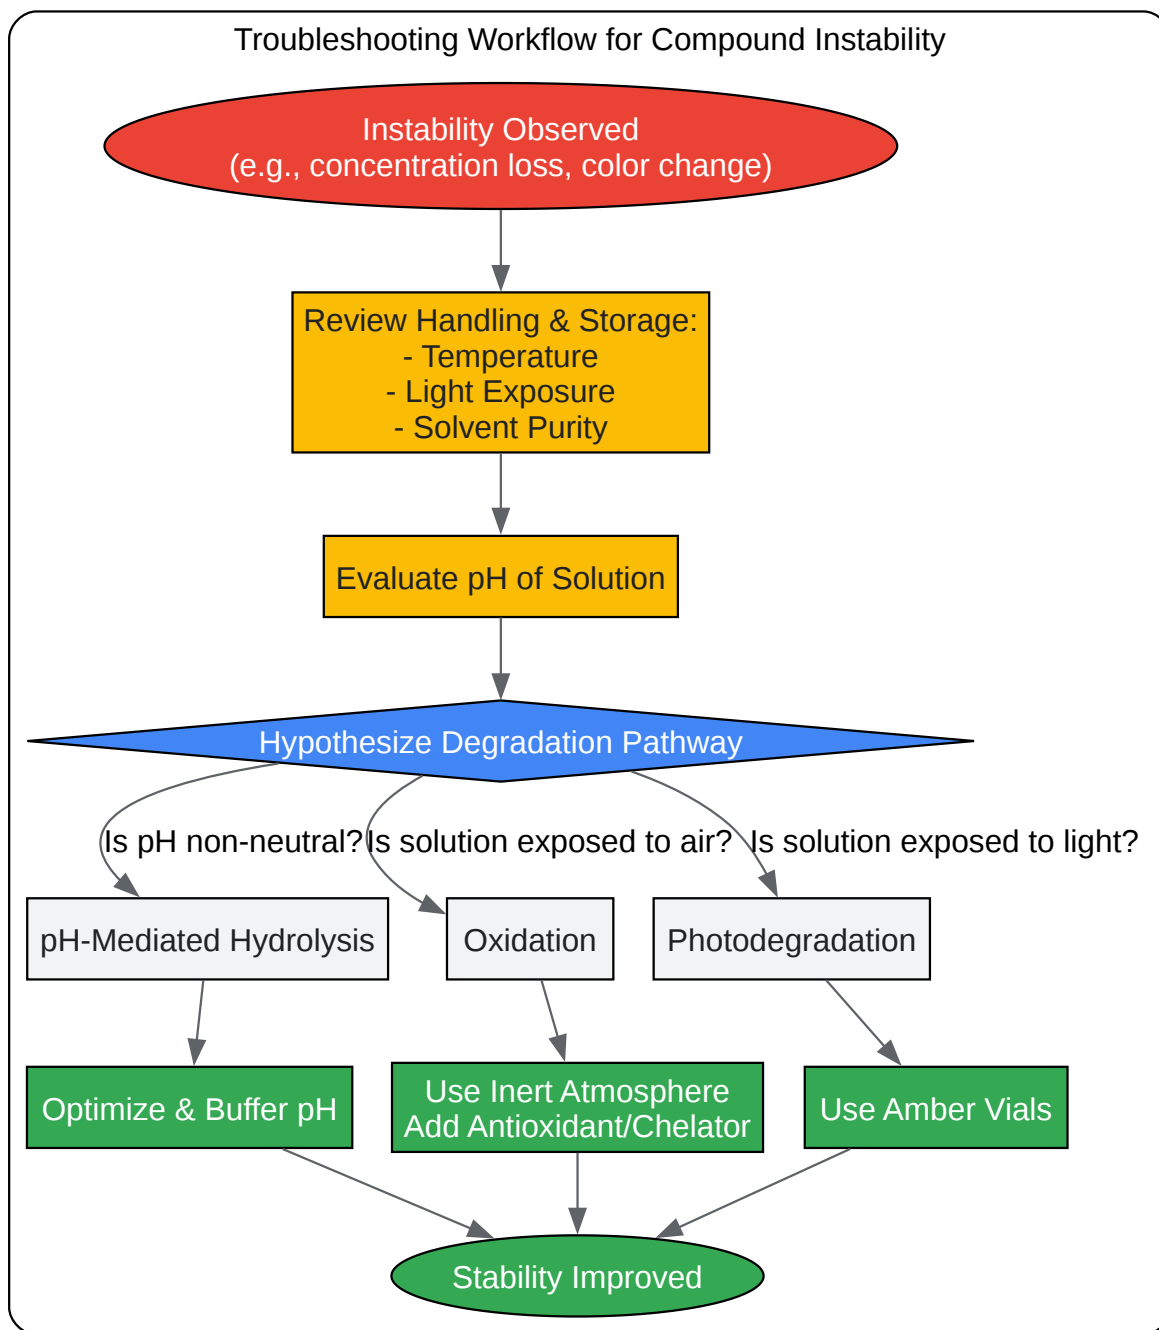 Troubleshooting Workflow for Compound Instability
Instability Observed
(e.g., concentration loss, color change)
Review Handling & Storage:
- Temperature
- Light Exposure
- Solvent Purity
Evaluate pH of Solution
Hypothesize Degradation Pathway
Is pH non-neutral?
Is solution exposed to air?
Is solution exposed to light?
pH-Mediated Hydrolysis
Oxidation
Photodegradation
Optimize & Buffer pH
Use Inert Atmosphere
Add Antioxidant/Chelator
Use Amber Vials
Stability Improved